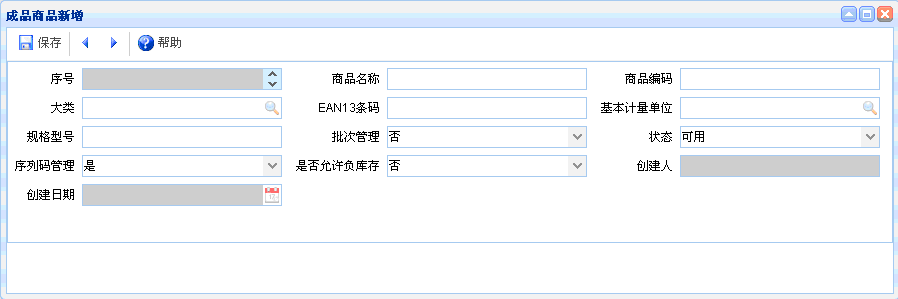 成品商品新增
保存 帮助
序号 商品名称 商品编码
大类 EAN13条码 基本计量单位
规格型号 批次管理 否 状态 可用
序列码管理 是 是否允许负库存 否 创建人
创建日期